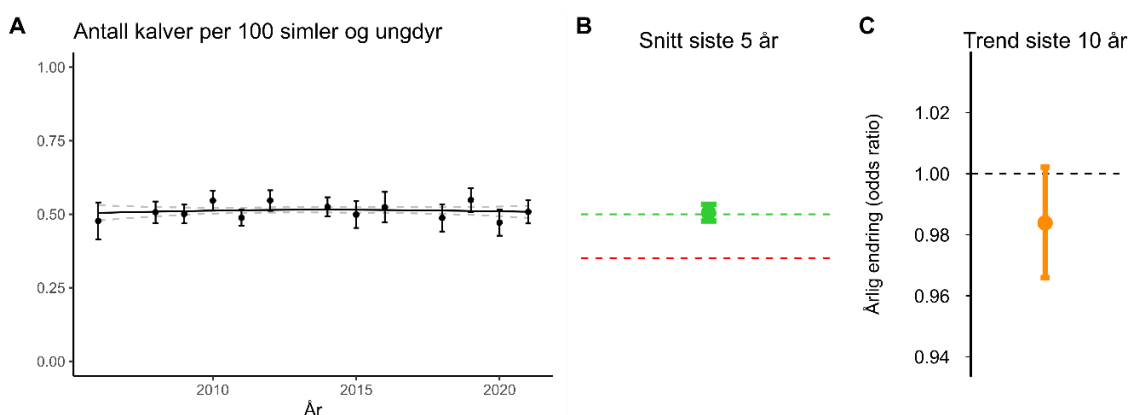 A
Antall kalver per 100 simler og ungdyr
1.00
0.75
0.50
0.25
0.00
2010
2015
2020
År
B
Snitt siste 5 år
C
Trend siste 10 år
Årlig endring (odds ratio)
1.02
1.00
0.98
0.96
0.94